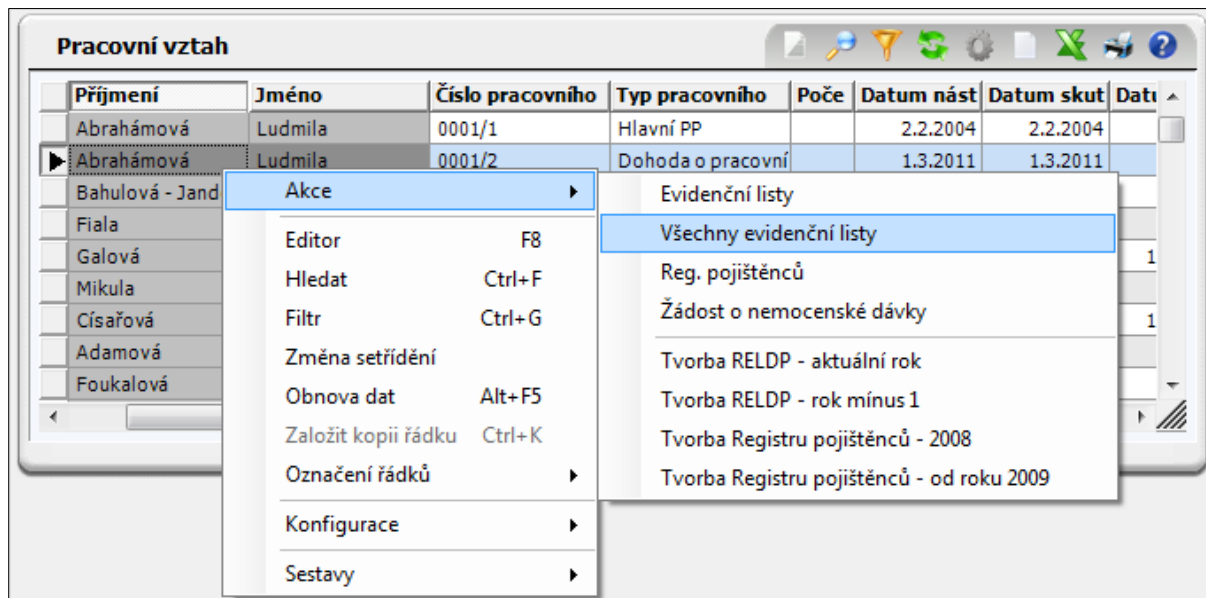 Pracovní vztah
Příjmení Jméno Číslo pracovního Typ pracovního Poče Datum nást Datum skut Datu
Abrahámová Ludmila 0001/1 Hlavní PP 2.2.2004 2.2.2004
Abrahámová Ludmila 0001/2 Dohoda o pracovní 1.3.2011 1.3.2011
Bahulová - Jand
Fiala
Galová 1
Mikula
Císařová 1
Adamová
Foukalová
Akce
Editor F8
Hledat Ctrl+F
Filtr Ctrl+G
Změna setřídění
Obnova dat Alt+F5
Založit kopii řádku Ctrl+K
Označení řádků
Konfigurace
Sestavy
Evidenční listy
Všechny evidenční listy
Reg. pojištěnců
Žádost o nemocenské dávky
Tvorba RELDP - aktuální rok
Tvorba RELDP - rok mínus 1
Tvorba Registru pojištěnců - 2008
Tvorba Registru pojištěnců - od roku 2009